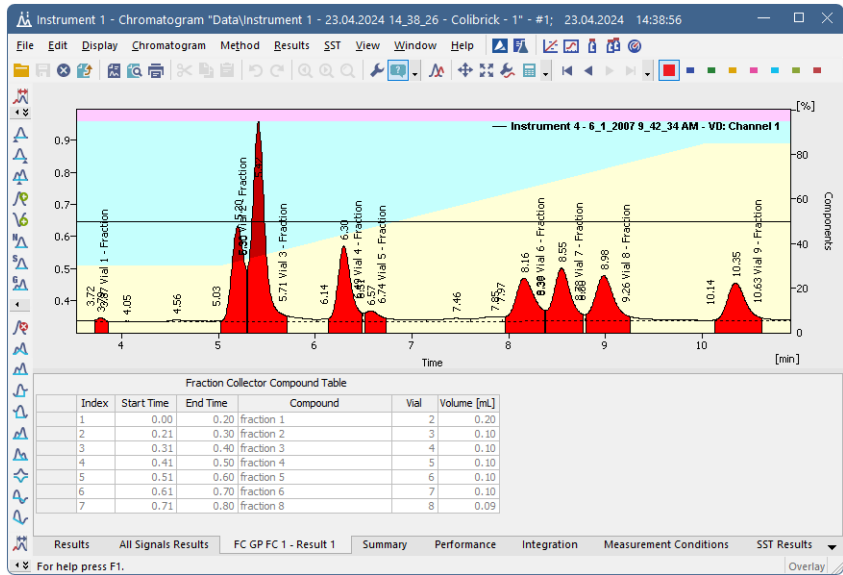 Instrument 1 - Chromatogram "Data\Instrument 1 - 23.04.2024 14_38_26 - Colibrick - 1" - #1; 23.04.2024 14:38:56
File Edit Display Chromatogram Method Results SST View Window Help
[%]
Instrument 4 - 6_1_2007 9_42_34 AM - VD: Channel 1
0.9
0.8
0.7
0.6
0.5
0.4
80
60
40
20
0
Components
3.72
3.87 Vial 1 - Fraction
4.05
4.56
5.03
5.20
Vial 2 - Fraction
5.42
5.71 Vial 3 - Fraction
6.14
6.30
6.49 Vial 4 - Fraction
6.57
6.74 Vial 5 - Fraction
7.46
7.85
7.97
8.16
8.38 Vial 6 - Fraction
8.55
Vial 7 - Fraction
8.98
9.26 Vial 8 - Fraction
10.14
10.35
10.63 Vial 9 - Fraction
4 5 6 7 8 9 10
Time
[min]
Fraction Collector Compound Table
Index Start Time End Time Compound Vial Volume [mL]
1 0.00 0.20 fraction 1 2 0.20
2 0.21 0.30 fraction 2 3 0.10
3 0.31 0.40 fraction 3 4 0.10
4 0.41 0.50 fraction 4 5 0.10
5 0.51 0.60 fraction 5 6 0.10
6 0.61 0.70 fraction 6 7 0.10
7 0.71 0.80 fraction 8 8 0.09
Results All Signals Results FC GP FC 1 - Result 1 Summary Performance Integration Measurement Conditions SST Results
For help press F1.
Overlay